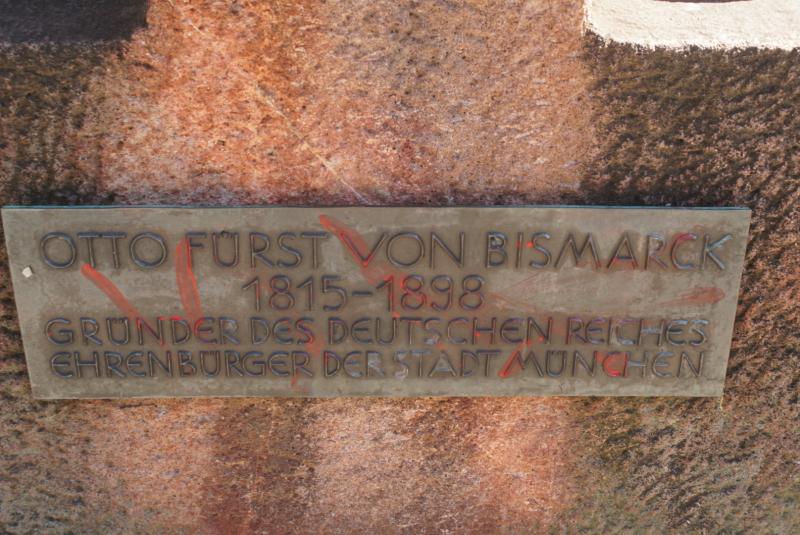 OTTO FÜRST VON BISMARCK
1815-1898
GRÜNDER DES DEUTSCHEN REICHES
EHRENBÜRGER DER STADT MÜNCHEN